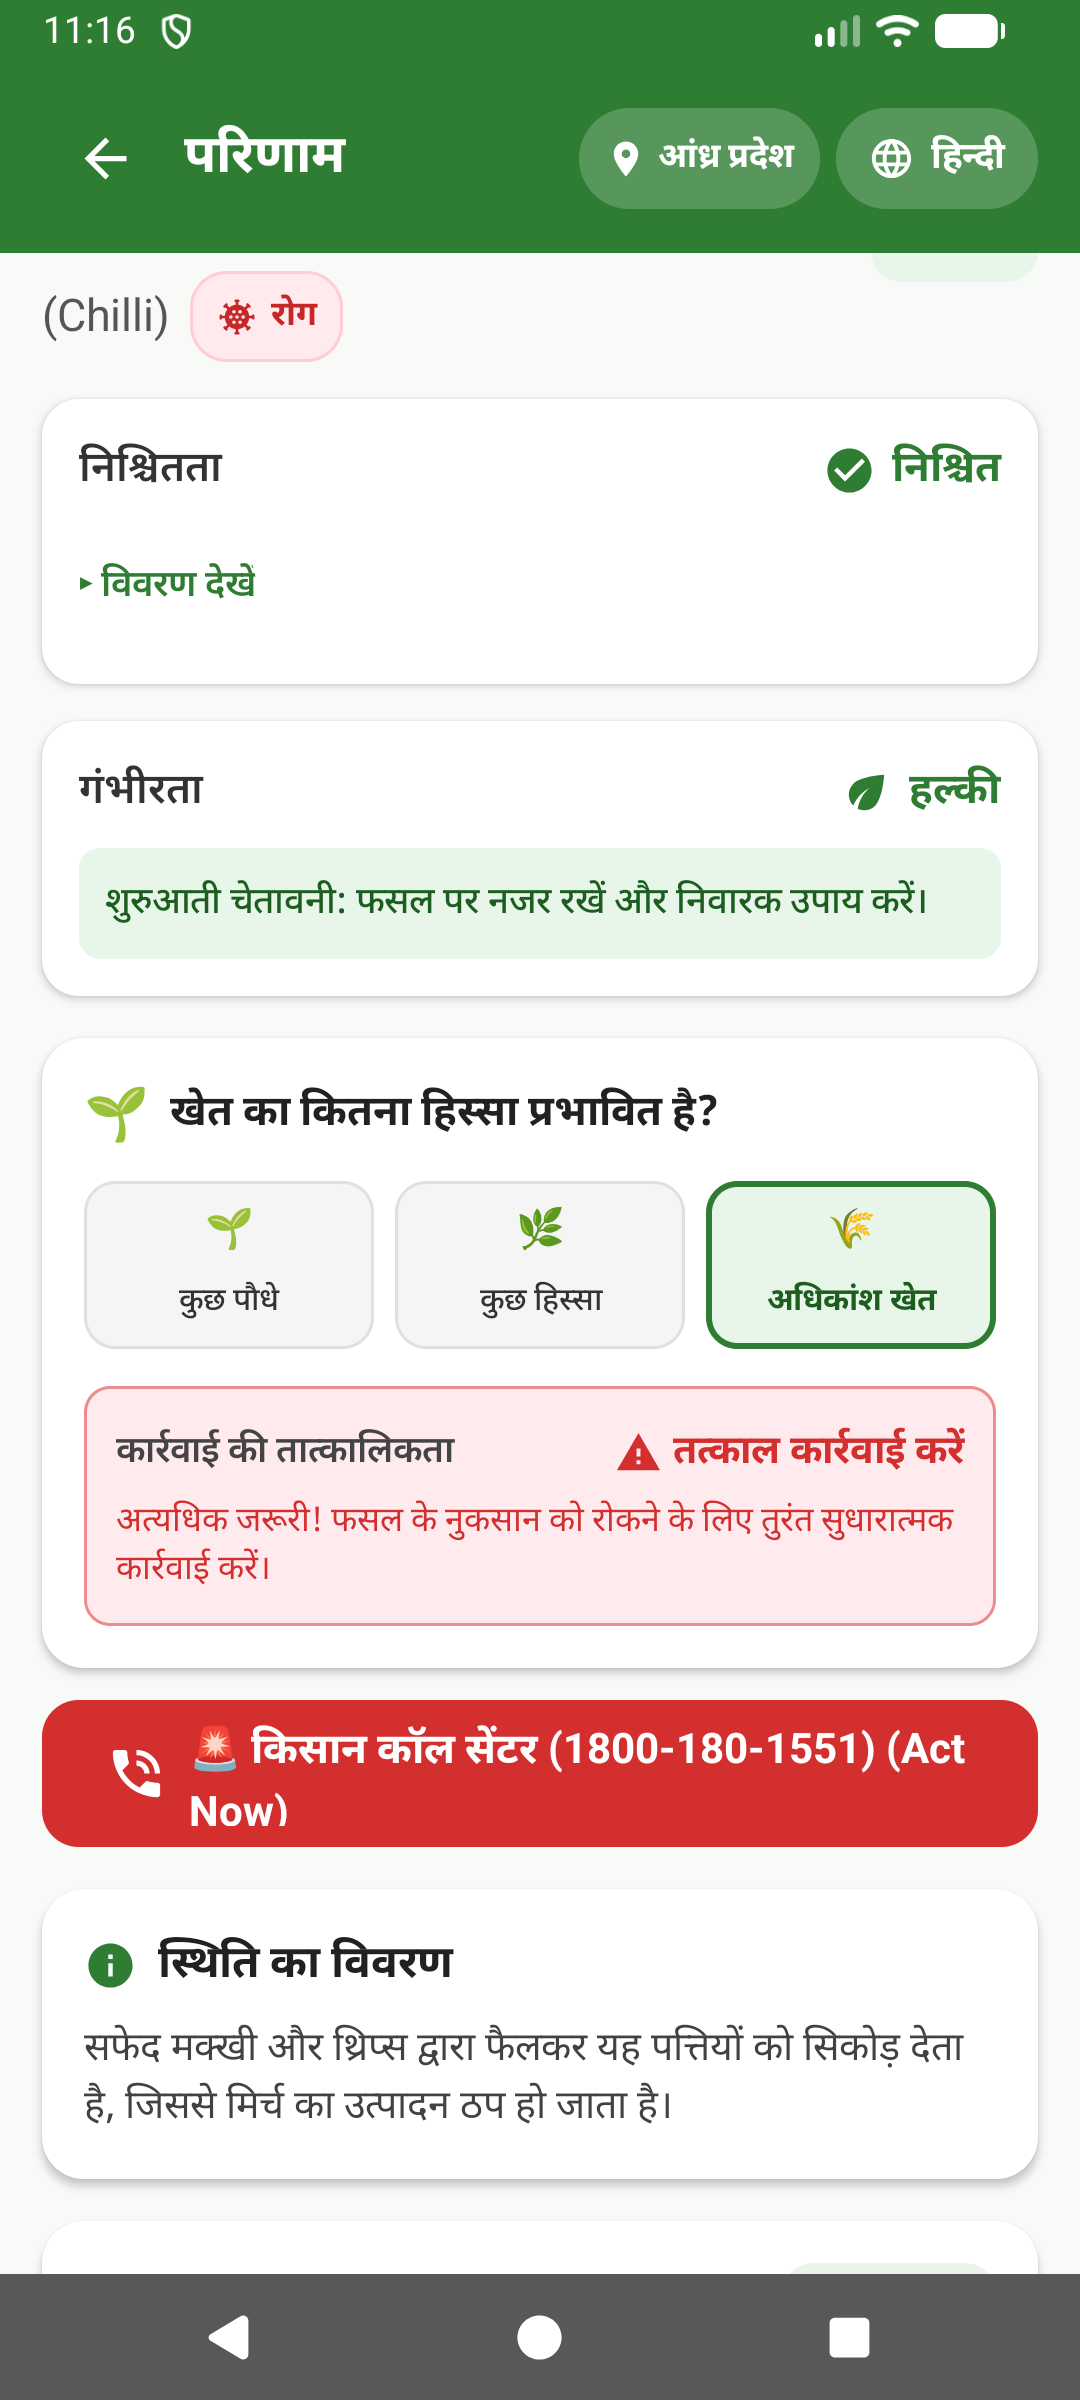 11:16
परिणाम
आंध्र प्रदेश
हिन्दी
(Chilli)
रोग
निश्चितता
निश्चित
▸ विवरण देखें
गंभीरता
हल्की
शुरुआती चेतावनी: फसल पर नजर रखें और निवारक उपाय करें।
खेत का कितना हिस्सा प्रभावित है?
कुछ पौधे
कुछ हिस्सा
अधिकांश खेत
कार्रवाई की तात्कालिकता
तत्काल कार्रवाई करें
अत्यधिक जरूरी! फसल के नुकसान को रोकने के लिए तुरंत सुधारात्मक
कार्रवाई करें।
🚨 किसान कॉल सेंटर (1800-180-1551) (Act
Now)
स्थिति का विवरण
सफेद मक्खी और थ्रिप्स द्वारा फैलकर यह पत्तियों को सिकोड़ देता
है, जिससे मिर्च का उत्पादन ठप हो जाता है।